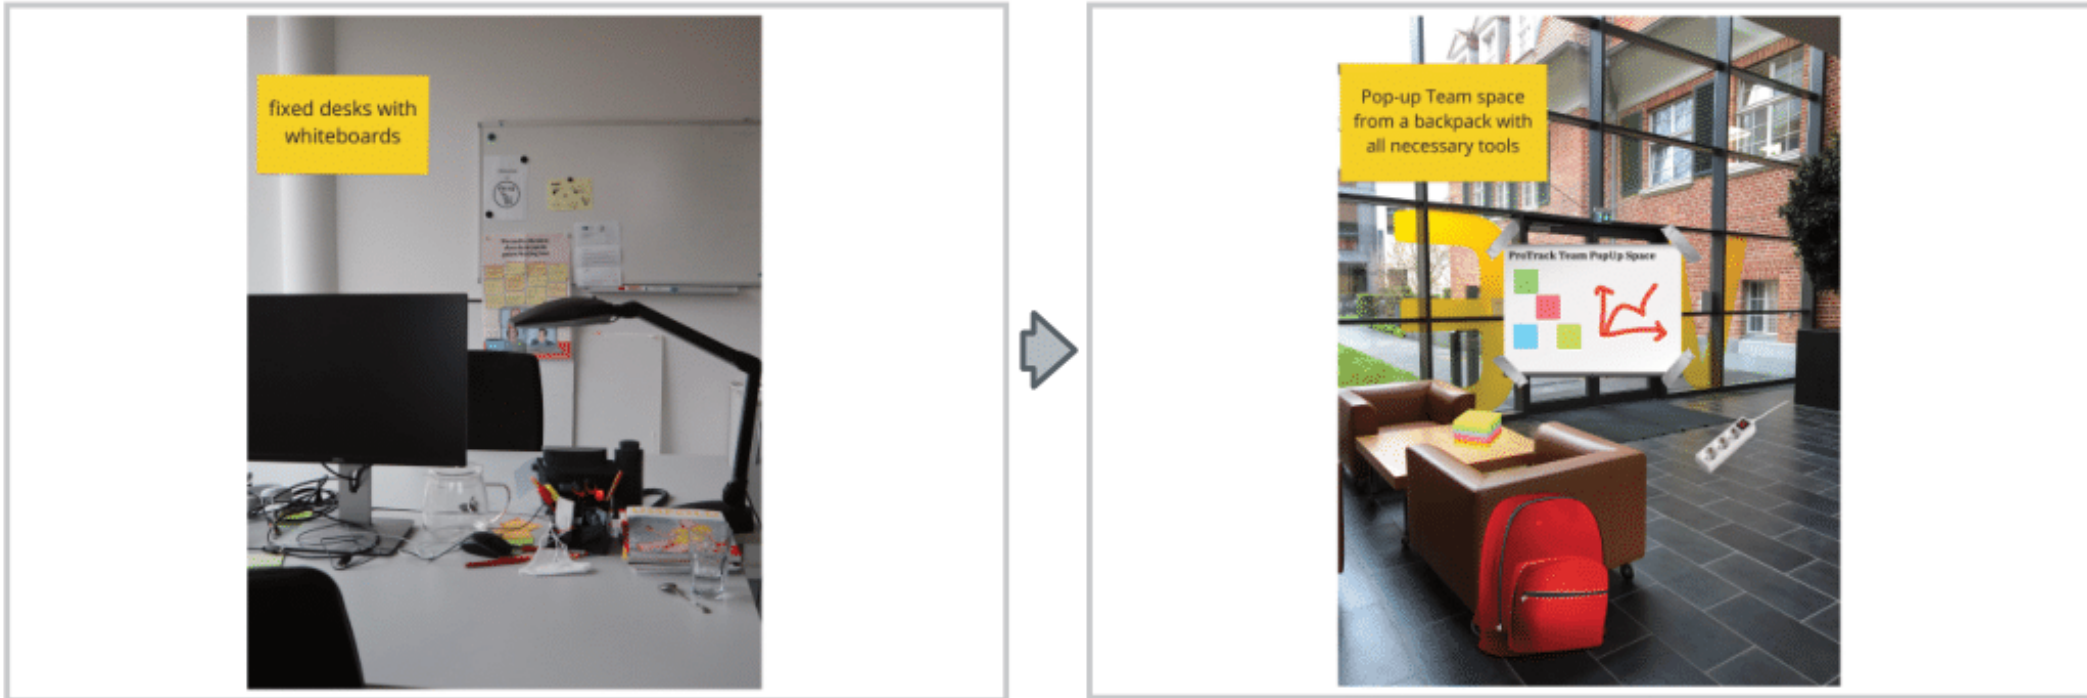 fixed desks with
whiteboards
Pop-up Team space
from a backpack with
all necessary tools
ProTrack Team PopUp Space